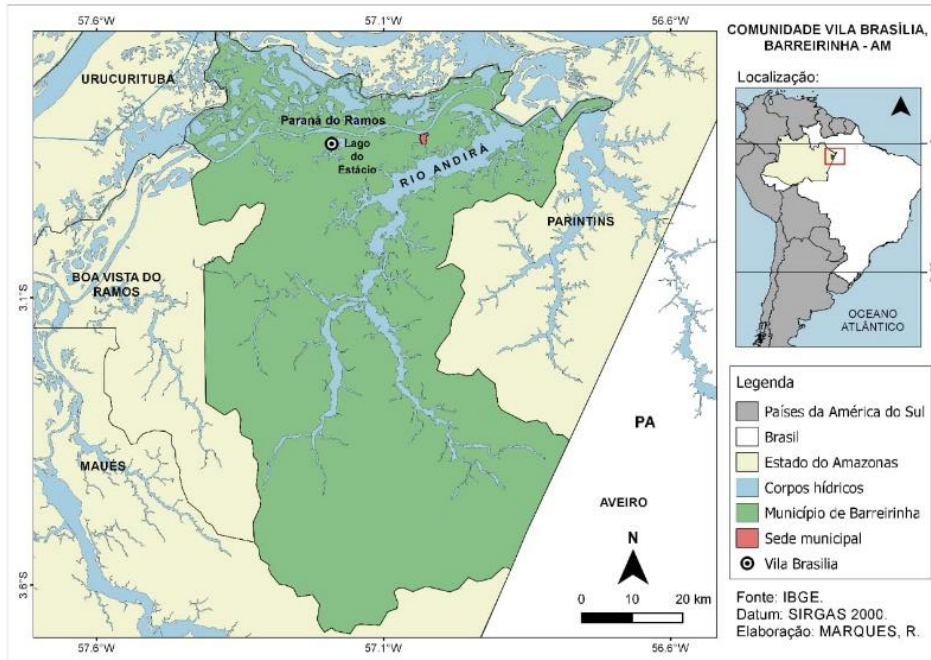 57.6°W
57.1°W
56.6°W
URUCURITUBA
Paraná do Ramos
Lago
do
Estácio
RIO ANDIRÁ
PARINTINS
BOA VISTA DO
RAMOS
3.1°S
MAUÉS
PA
AVEIRO
3.6°S
N
0 10 20 km
57.6°W
57.1°W
56.6°W
COMUNIDADE VILA BRASÍLIA,
BARREIRINHA - AM
Localização:
OCEANO
ATLÂNTICO
Legenda
Países da América do Sul
Brasil
Estado do Amazonas
Corpos hídricos
Município de Barreirinha
Sede municipal
Vila Brasilia
Fonte: IBGE.
Datum: SIRGAS 2000.
Elaboração: MARQUES, R.